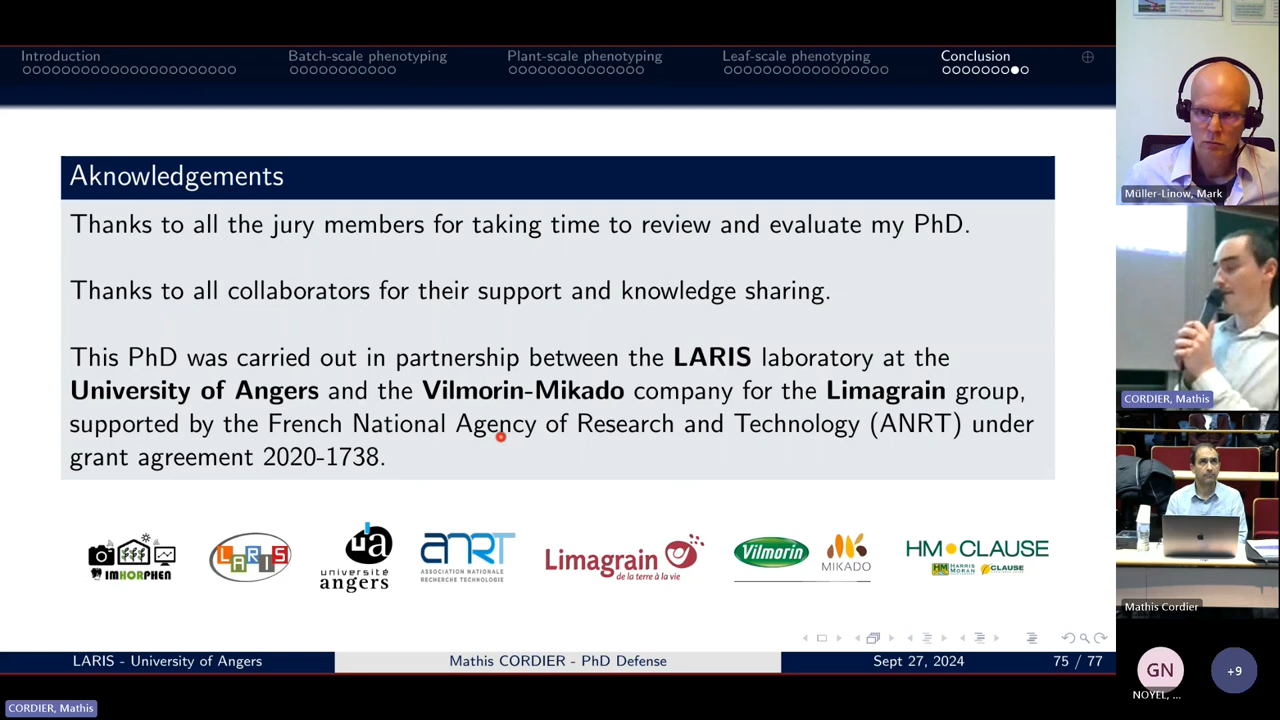 Introduction
Batch-scale phenotyping
Plant-scale phenotyping
Leaf-scale phenotyping
Conclusion
Aknowledgements
Thanks to all the jury members for taking time to review and evaluate my PhD.
Thanks to all collaborators for their support and knowledge sharing.
This PhD was carried out in partnership between the LARIS laboratory at the
University of Angers and the Vilmorin-Mikado company for the Limagrain group,
supported by the French National Agency of Research and Technology (ANRT) under
grant agreement 2020-1738.
IMHORPHEN
LARIS
ua
université
angers
ANRT
ASSOCIATION NATIONALE
RECHERCHE TECHNOLOGIE
Limagrain
de la terre à la vie
Vilmorin
MIKADO
HM CLAUSE
HM HARRIS MORAN
CLAUSE
LARIS - University of Angers
Mathis CORDIER - PhD Defense
Sept 27, 2024
75 / 77
Müller-Linow, Mark
CORDIER, Mathis
Mathis Cordier
GN
NOYEL, ...
+9
CORDIER, Mathis